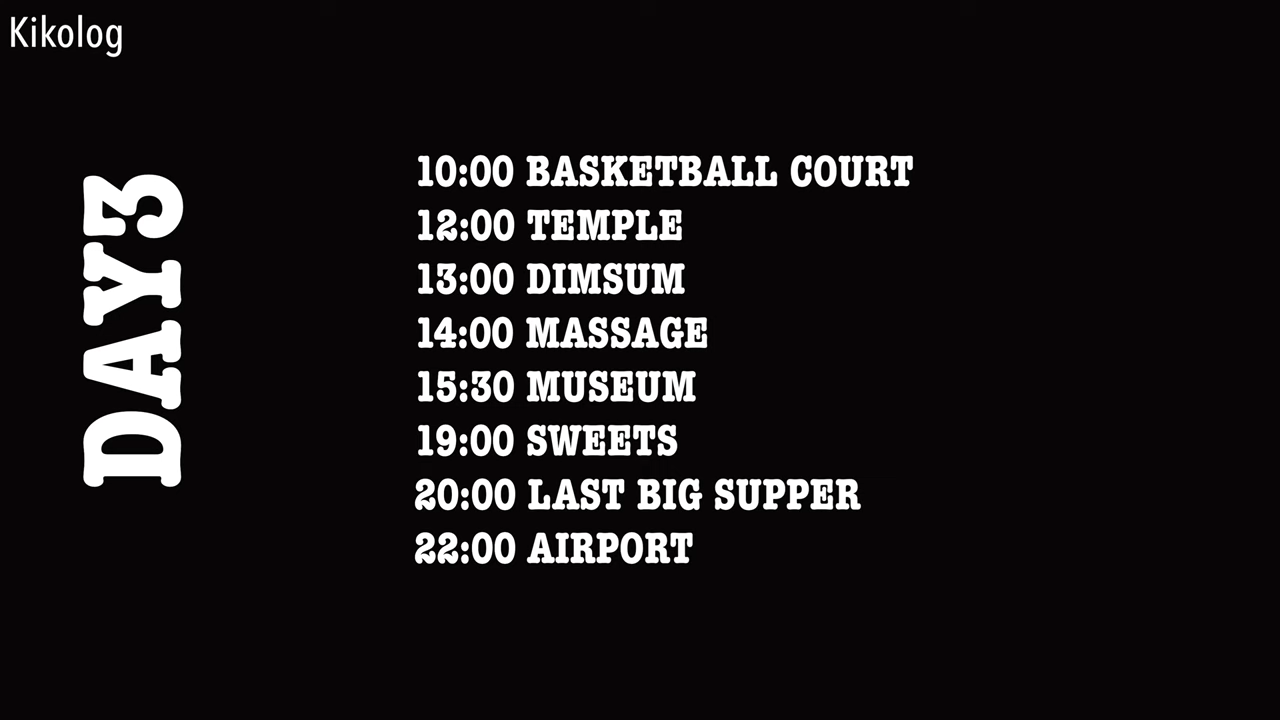 Kikolog
DAY3
10:00 BASKETBALL COURT
12:00 TEMPLE
13:00 DIMSUM
14:00 MASSAGE
15:30 MUSEUM
19:00 SWEETS
20:00 LAST BIG SUPPER
22:00 AIRPORT